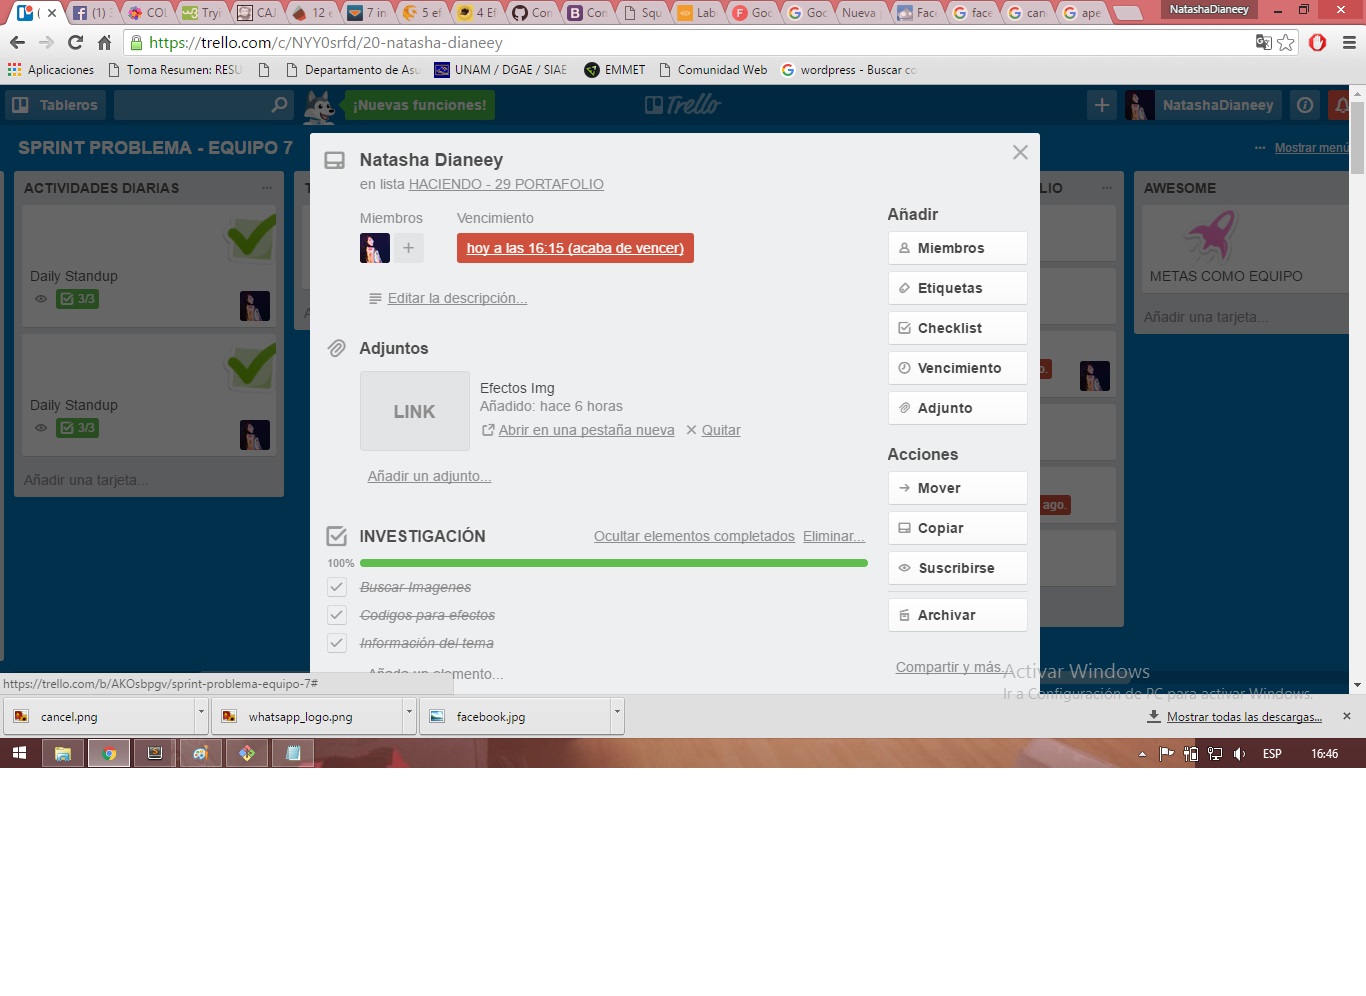 (
(1)
COL
Tryi
CAJ
12 e
7 in
5 ef
4 Ef
Con
Con
Squ
Lab
Goc
Goc
Nueva
Face
face
can
ape
NatashaDianeey
https://trello.com/c/NYY0srfd/20-natasha-dianeey
Aplicaciones
Toma Resumen: RESU
Departamento de Asu
UNAM / DGAE / SIAE
EMMET
Comunidad Web
wordpress - Buscar co
Tableros
¡Nuevas funciones!
Trello
NatashaDianeey
SPRINT PROBLEMA - EQUIPO 7
Mostrar menú
ACTIVIDADES DIARIAS
Daily Standup
3/3
Daily Standup
3/3
Añadir una tarjeta...
T
A
Natasha Dianeey
en lista HACIENDO - 29 PORTAFOLIO
Miembros
Vencimiento
hoy a las 16:15 (acaba de vencer)
Editar la descripción...
Adjuntos
LINK
Efectos Img
Añadido: hace 6 horas
Abrir en una pestaña nueva
Quitar
Añadir un adjunto...
INVESTIGACIÓN
Ocultar elementos completados
Eliminar...
100%
Buscar Imagenes
Codigos para efectos
Información del tema
Añade un elemento...
Añadir
Miembros
Etiquetas
Checklist
Vencimiento
Adjunto
Acciones
Mover
Copiar
Suscribirse
Archivar
Compartir y más...
LIO
o.
ago.
AWESOME
METAS COMO EQUIPO
Añadir una tarjeta...
Activar Windows
Ir a Configuración de PC para activar Windows.
https://trello.com/b/AKOsbpgv/sprint-problema-equipo-7#
cancel.png
whatsapp_logo.png
facebook.jpg
Mostrar todas las descargas...
ESP
16:46